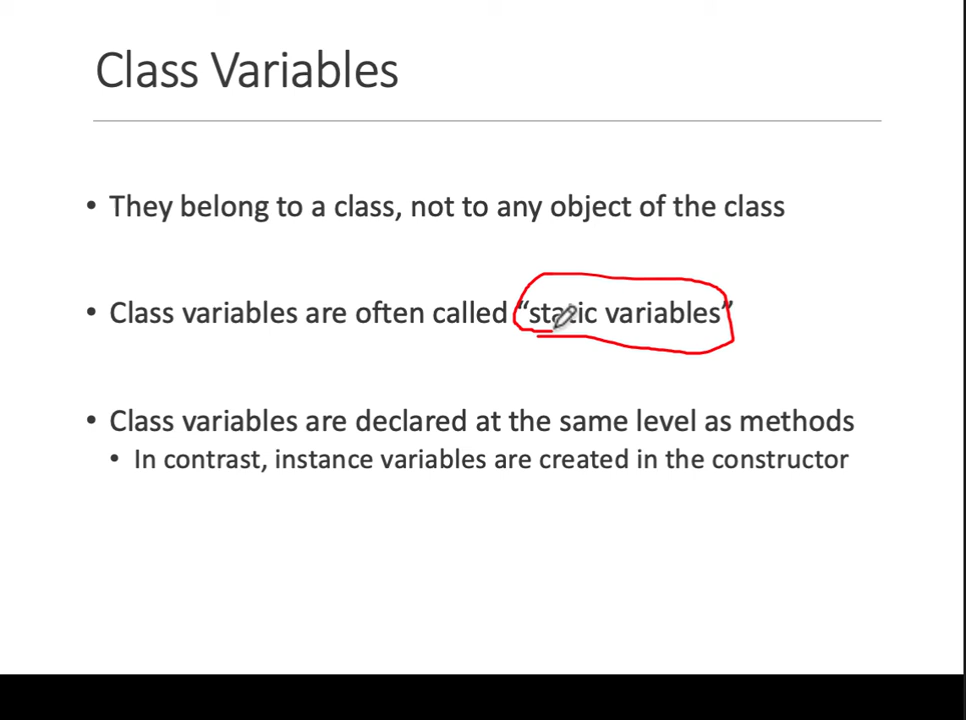 Class Variables
• They belong to a class, not to any object of the class
• Class variables are often called “static variables”
• Class variables are declared at the same level as methods
• In contrast, instance variables are created in the constructor